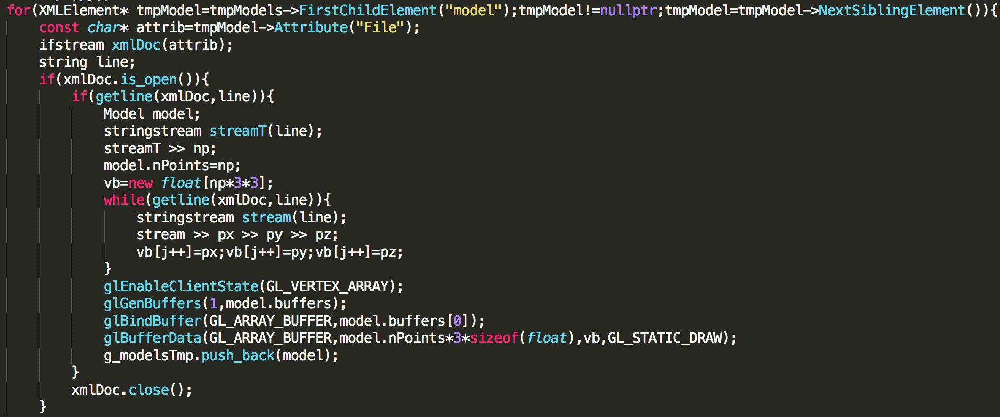 for(XMLElement* tmpModel=tmpModels->FirstChildElement("model");tmpModel!=nullptr;tmpModel=tmpModel->NextSiblingElement()){
    const char* attrib=tmpModel->Attribute("File");
    ifstream xmlDoc(attrib);
    string line;
    if(xmlDoc.is_open()){
        if(getline(xmlDoc,line)){
            Model model;
            stringstream streamT(line);
            streamT >> np;
            model.nPoints=np;
            vb=new float[np*3*3];
            while(getline(xmlDoc,line)){
                stringstream stream(line);
                stream >> px >> py >> pz;
                vb[j++]=px;vb[j++]=py;vb[j++]=pz;
            }
            glEnableClientState(GL_VERTEX_ARRAY);
            glGenBuffers(1,model.buffers);
            glBindBuffer(GL_ARRAY_BUFFER,model.buffers[0]);
            glBufferData(GL_ARRAY_BUFFER,model.nPoints*3*sizeof(float),vb,GL_STATIC_DRAW);
            g_modelsTmp.push_back(model);
        }
        xmlDoc.close();
    }